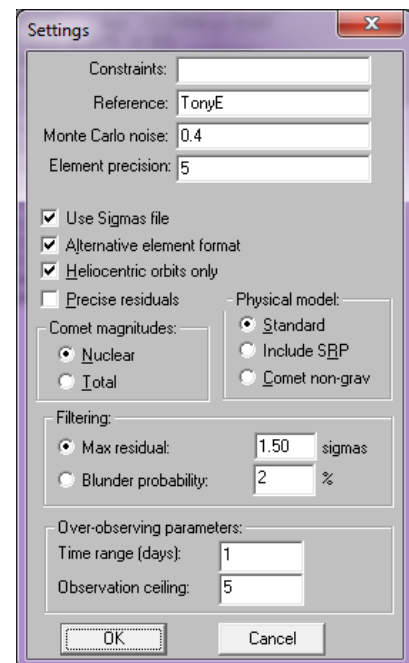 Settings
Constraints:
Reference: TonyE
Monte Carlo noise: 0.4
Element precision: 5
Use Sigmas file
Alternative element format
Heliocentric orbits only
Precise residuals
Physical model:
Comet magnitudes:
Standard
Nuclear
Include SRP
Total
Comet non-grav
Filtering:
Max residual: 1.50 sigmas
Blunder probability: 2 %
Over-observing parameters:
Time range (days): 1
Observation ceiling: 5
OK Cancel